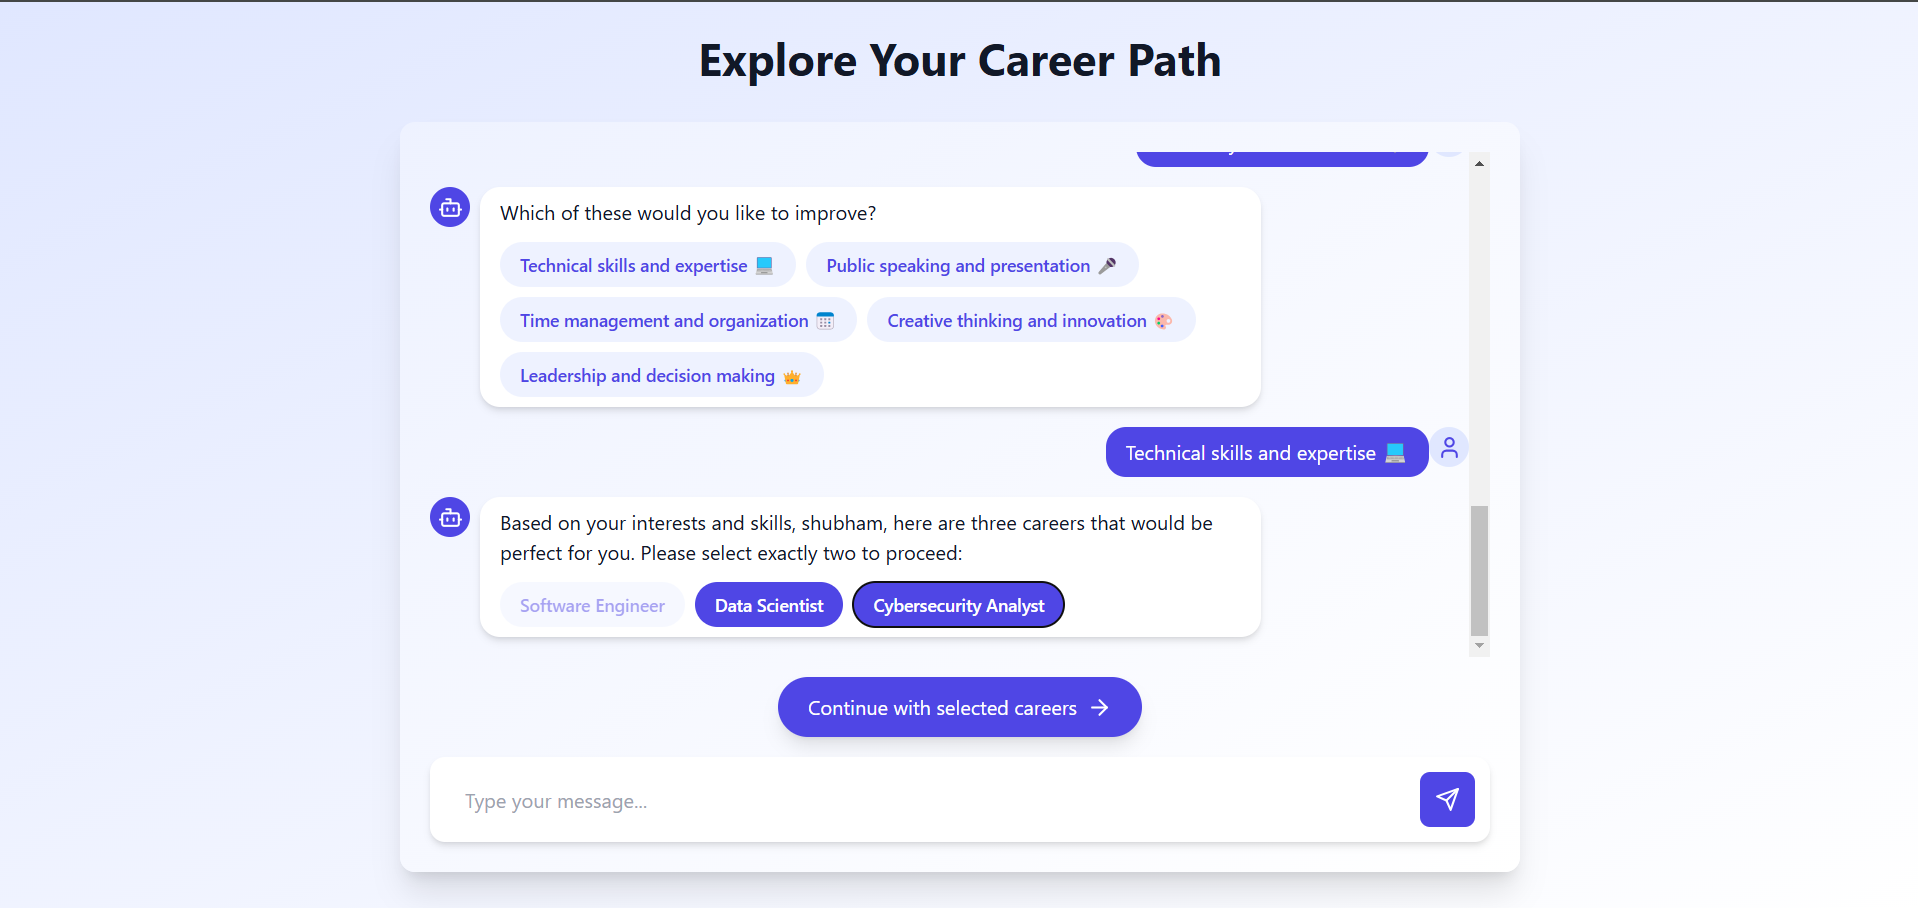 Explore Your Career Path
Which of these would you like to improve?
Technical skills and expertise 💻
Public speaking and presentation 🎤
Time management and organization 📅
Creative thinking and innovation 🎨
Leadership and decision making 👑
Technical skills and expertise 💻
Based on your interests and skills, shubham, here are three careers that would be
perfect for you. Please select exactly two to proceed:
Software Engineer
Data Scientist
Cybersecurity Analyst
Continue with selected careers →
Type your message...